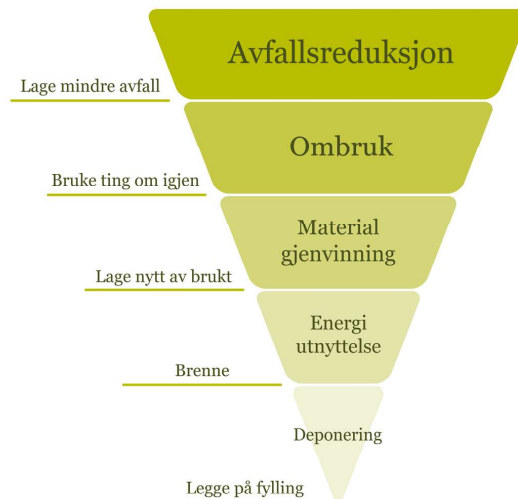 Avfallsreduksjon
Lage mindre avfall
Ombruk
Bruke ting om igjen
Material
gjenvinning
Lage nytt av brukt
Energi
utnyttelse
Brenne
Deponering
Legge på fylling